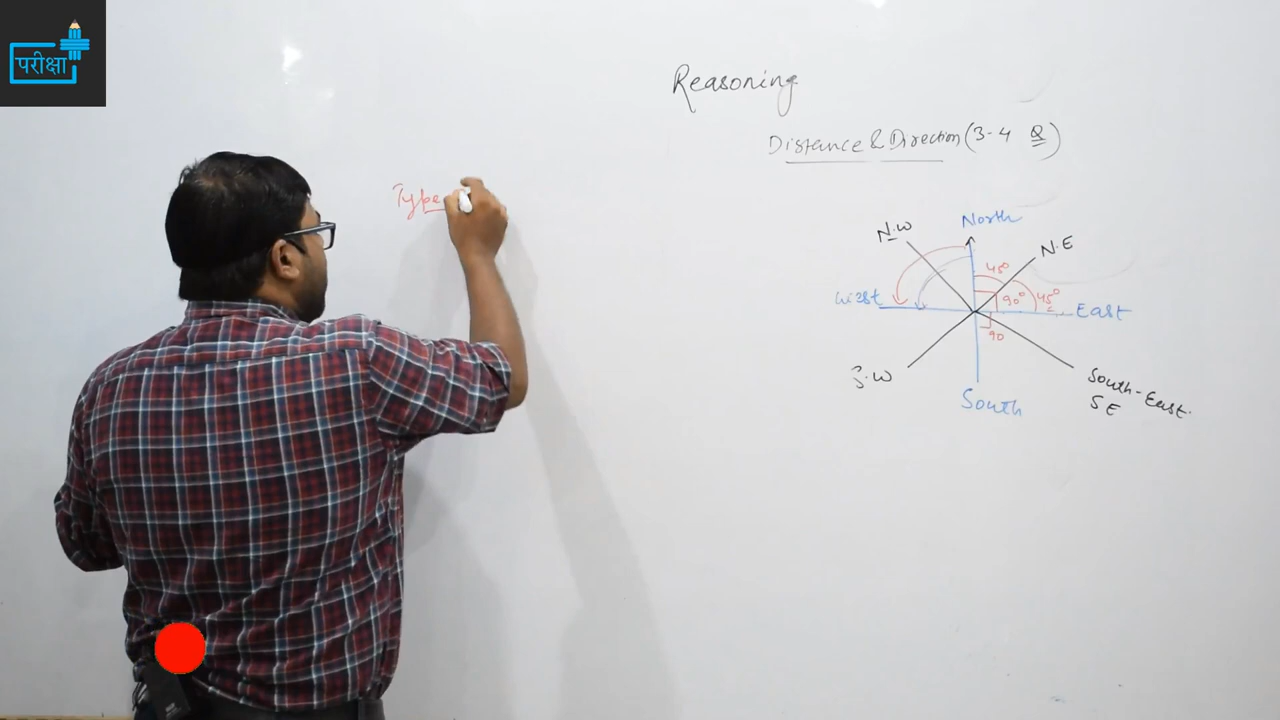 परीक्षा
Reasoning
Distance & Direction (3-4 Q)
Type
North
N.W
N.E
45°
West
90°
45°
East
90
S.W
South
South-East
SE